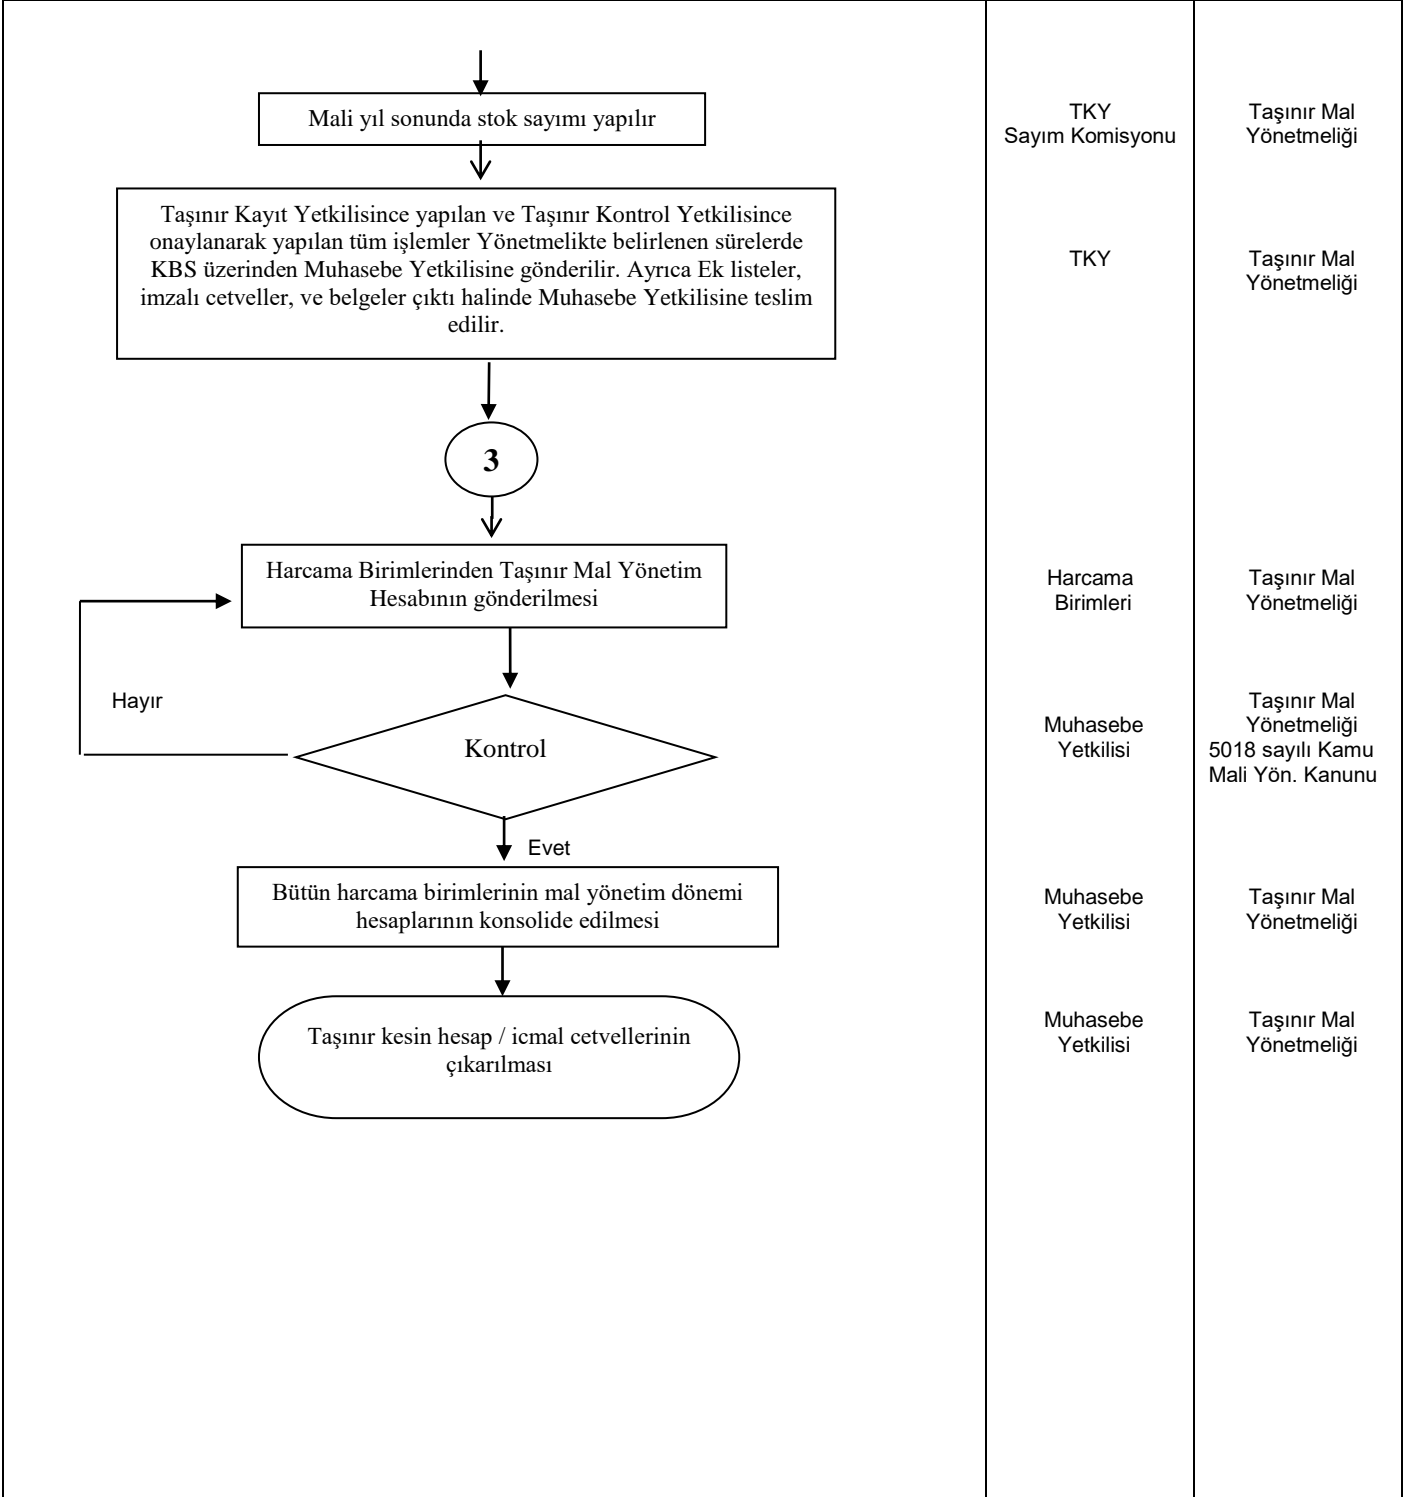 Mali yıl sonunda stok sayımı yapılır
TKY
Sayım Komisyonu
Taşınır Mal
Yönetmeliği
Taşınır Kayıt Yetkilisince yapılan ve Taşınır Kontrol Yetkilisince
onaylanarak yapılan tüm işlemler Yönetmelikte belirlenen sürelerde
KBS üzerinden Muhasebe Yetkilisine gönderilir. Ayrıca Ek listeler,
imzalı cetveller, ve belgeler çıktı halinde Muhasebe Yetkilisine teslim
edilir.
TKY
Taşınır Mal
Yönetmeliği
3
Harcama Birimlerinden Taşınır Mal Yönetim
Hesabının gönderilmesi
Harcama
Birimleri
Taşınır Mal
Yönetmeliği
Hayır
Kontrol
Muhasebe
Yetkilisi
Taşınır Mal
Yönetmeliği
5018 sayılı Kamu
Mali Yön. Kanunu
Evet
Bütün harcama birimlerinin mal yönetim dönemi
hesaplarının konsolide edilmesi
Muhasebe
Yetkilisi
Taşınır Mal
Yönetmeliği
Taşınır kesin hesap / icmal cetvellerinin
çıkarılması
Muhasebe
Yetkilisi
Taşınır Mal
Yönetmeliği